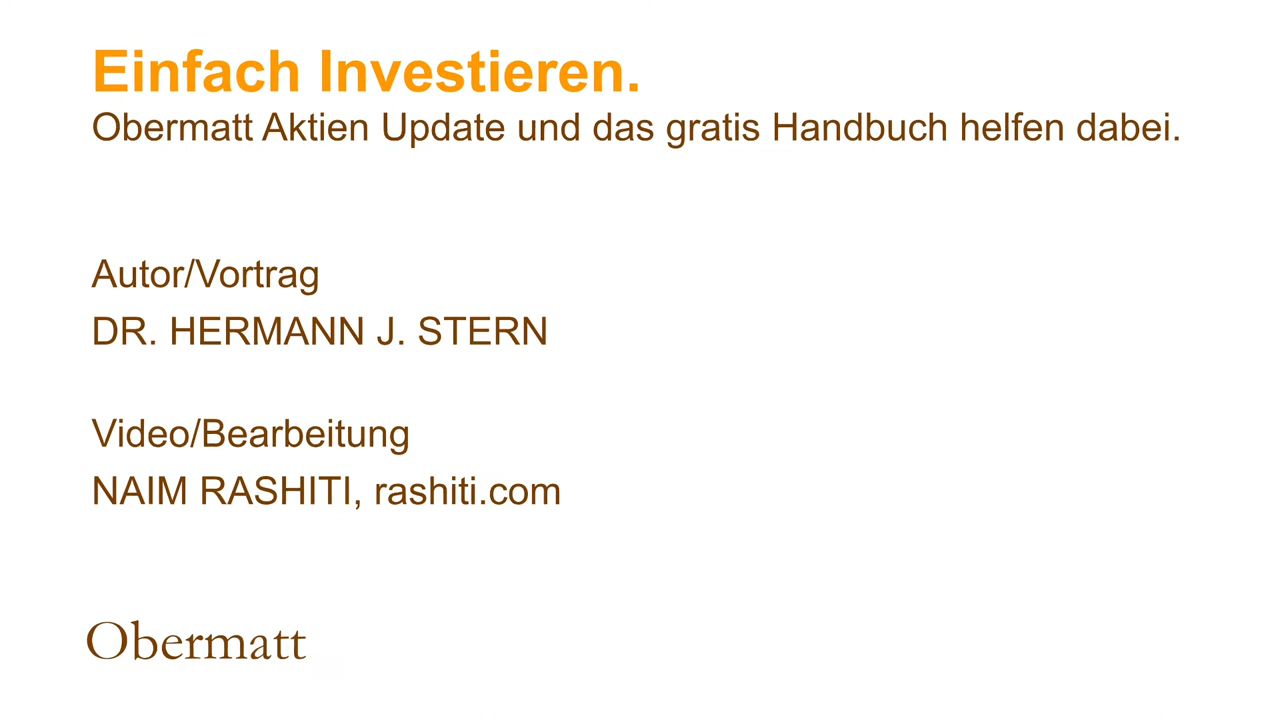 Einfach Investieren.
Obermatt Aktien Update und das gratis Handbuch helfen dabei.
Autor/Vortrag
DR. HERMANN J. STERN
Video/Bearbeitung
NAIM RASHITI, rashiti.com
Obermatt